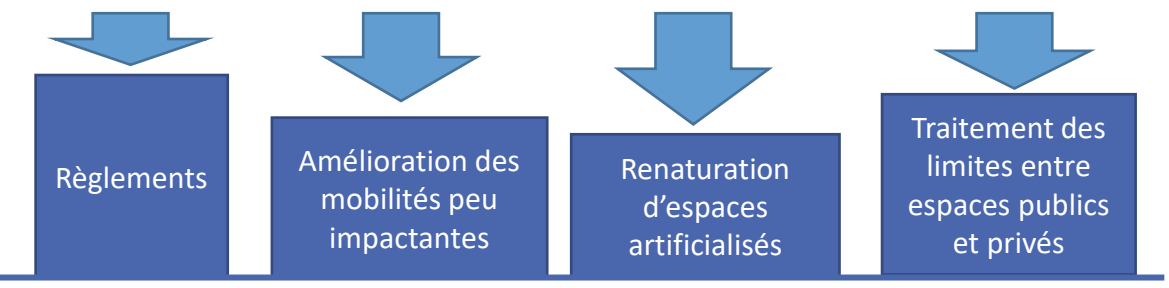 Règlements
Amélioration des
mobilités peu
impactantes
Renaturation
d’espaces
artificialisés
Traitement des
limites entre
espaces publics
et privés